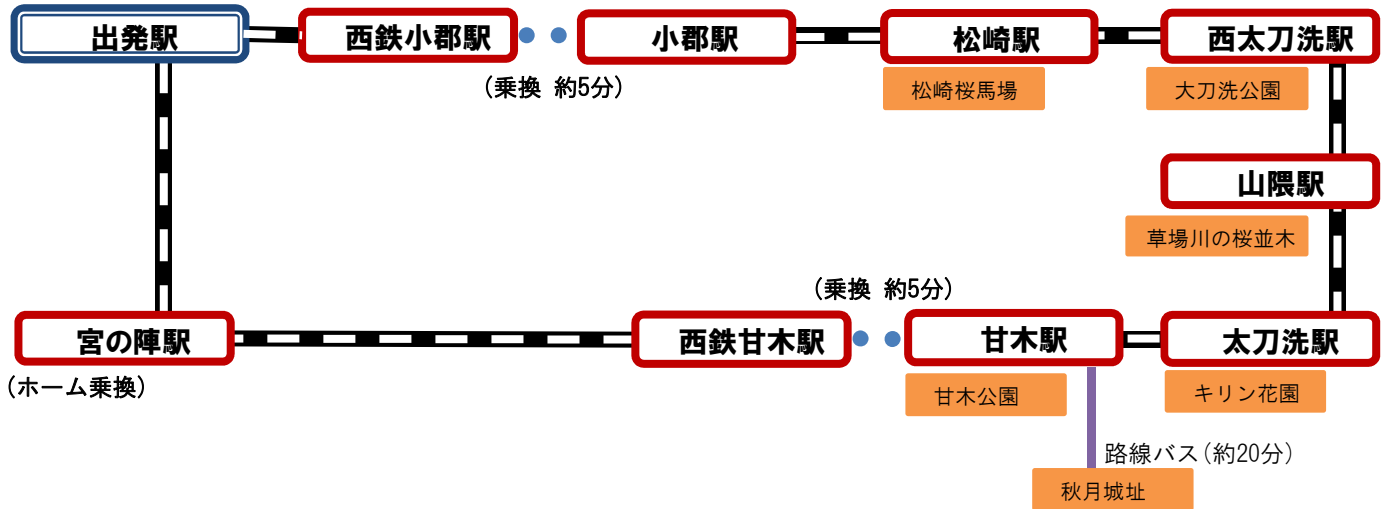 出発駅
西鉄小郡駅
小郡駅
松崎駅
西太刀洗駅
(乗換 約5分)
松崎桜馬場
大刀洗公園
山隈駅
草場川の桜並木
(乗換 約5分)
宮の陣駅
西鉄甘木駅
甘木駅
太刀洗駅
(ホーム乗換)
甘木公園
キリン花園
路線バス(約20分)
秋月城址